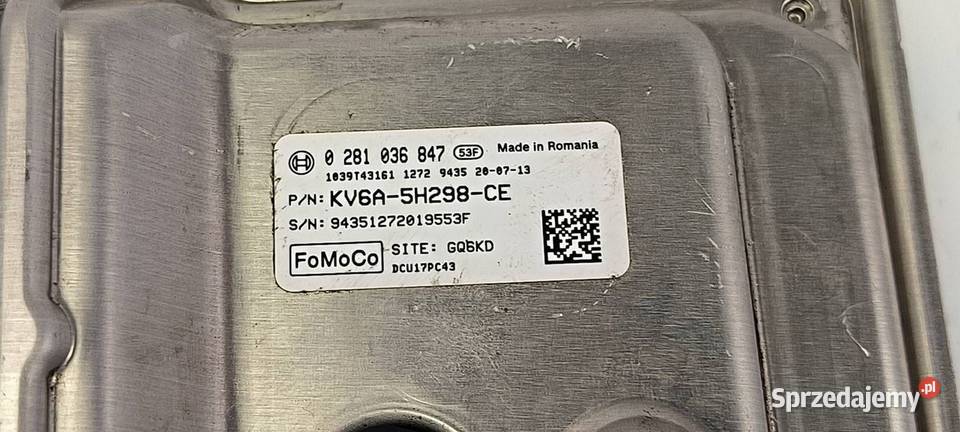 0 281 036 847 53F Made in Romania
1039T43161 1272 9435 20-07-13
P/N: KV6A-5H298-CE
S/N: 94351272019553F
FoMoCo SITE: GQ6KD
DCU17PC43
Sprzedajemy.pl